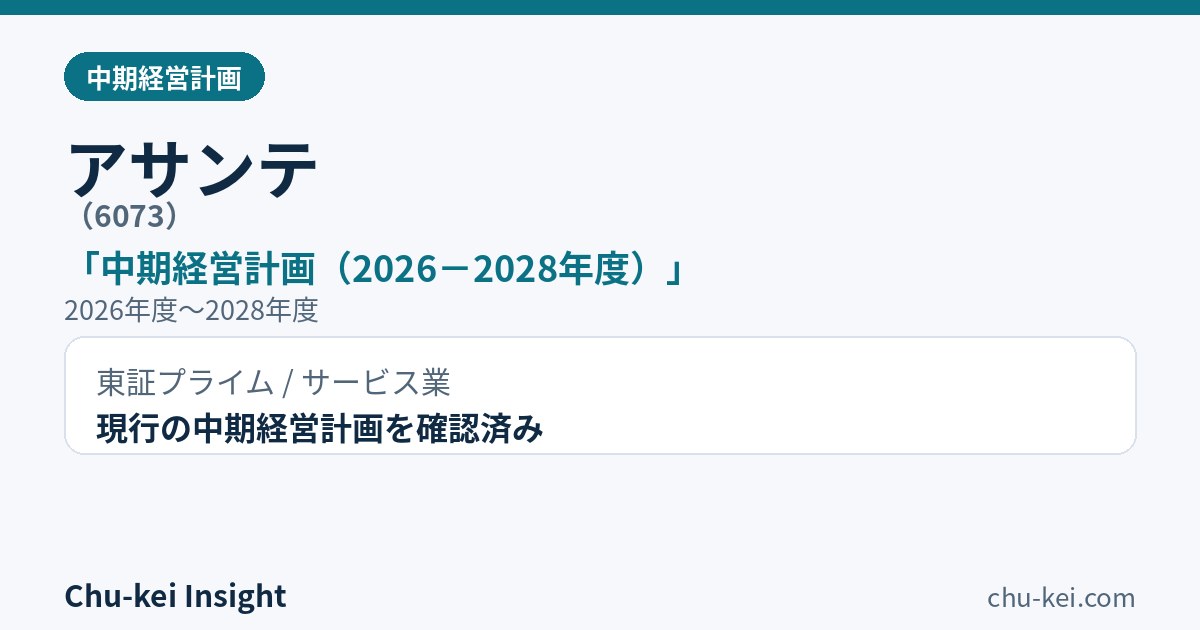 中期経営計画
アサンテ
（6073）
「中期経営計画（2026－2028年度）」
2026年度～2028年度
東証プライム / サービス業
現行の中期経営計画を確認済み
Chu-kei Insight
chu-kei.com